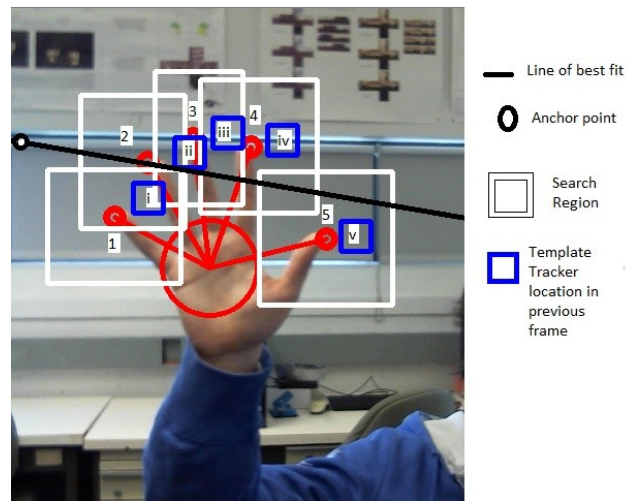 3
4
iii
iv
2
ii
i
5
v
1
Line of best fit
Anchor point
Search
Region
Template
Tracker
location in
previous
frame